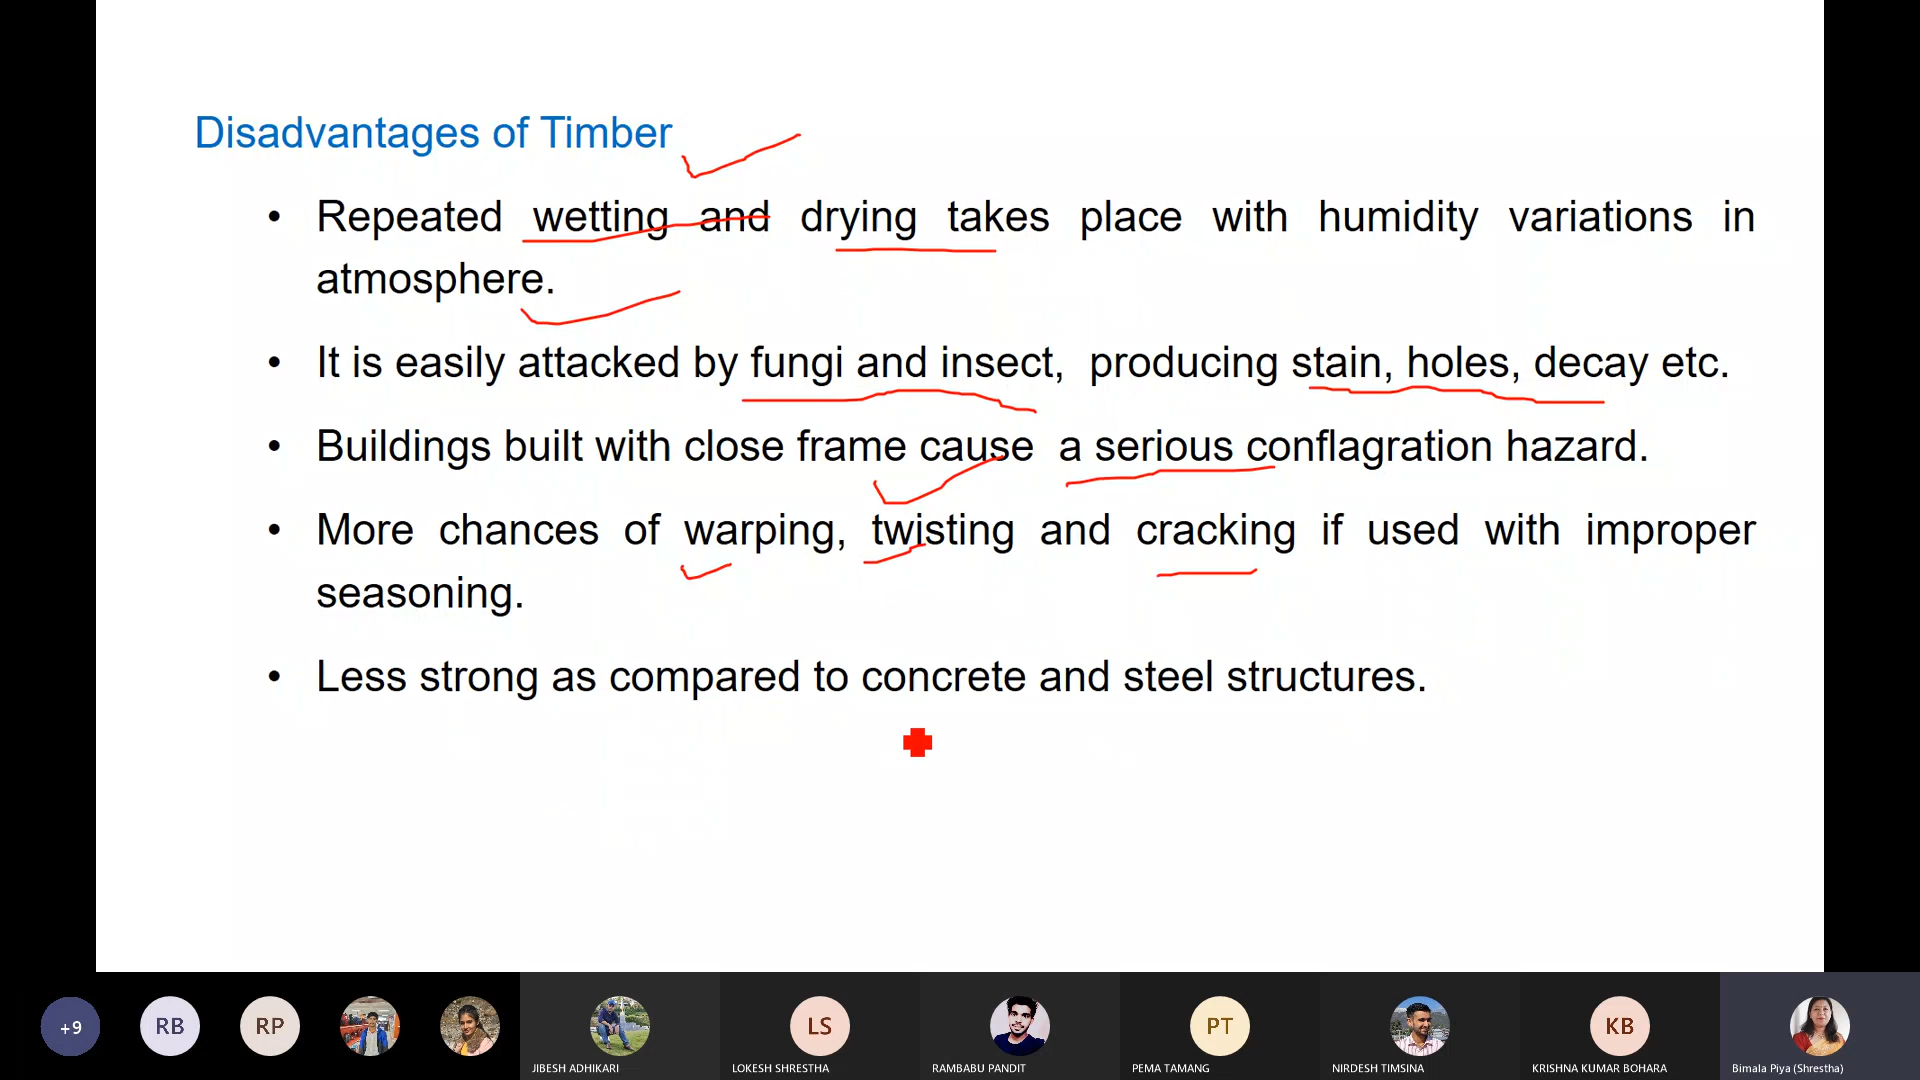 Disadvantages of Timber
• Repeated wetting and drying takes place with humidity variations in
atmosphere.
• It is easily attacked by fungi and insect, producing stain, holes, decay etc.
• Buildings built with close frame cause a serious conflagration hazard.
• More chances of warping, twisting and cracking if used with improper
seasoning.
• Less strong as compared to concrete and steel structures.
+9
RB
RP
LS
PT
KB
JIBESH ADHIKARI
LOKESH SHRESTHA
RAMBABU PANDIT
PEMA TAMANG
NIRDESH TIMSINA
KRISHNA KUMAR BOHARA
Bimala Piya (Shrestha)